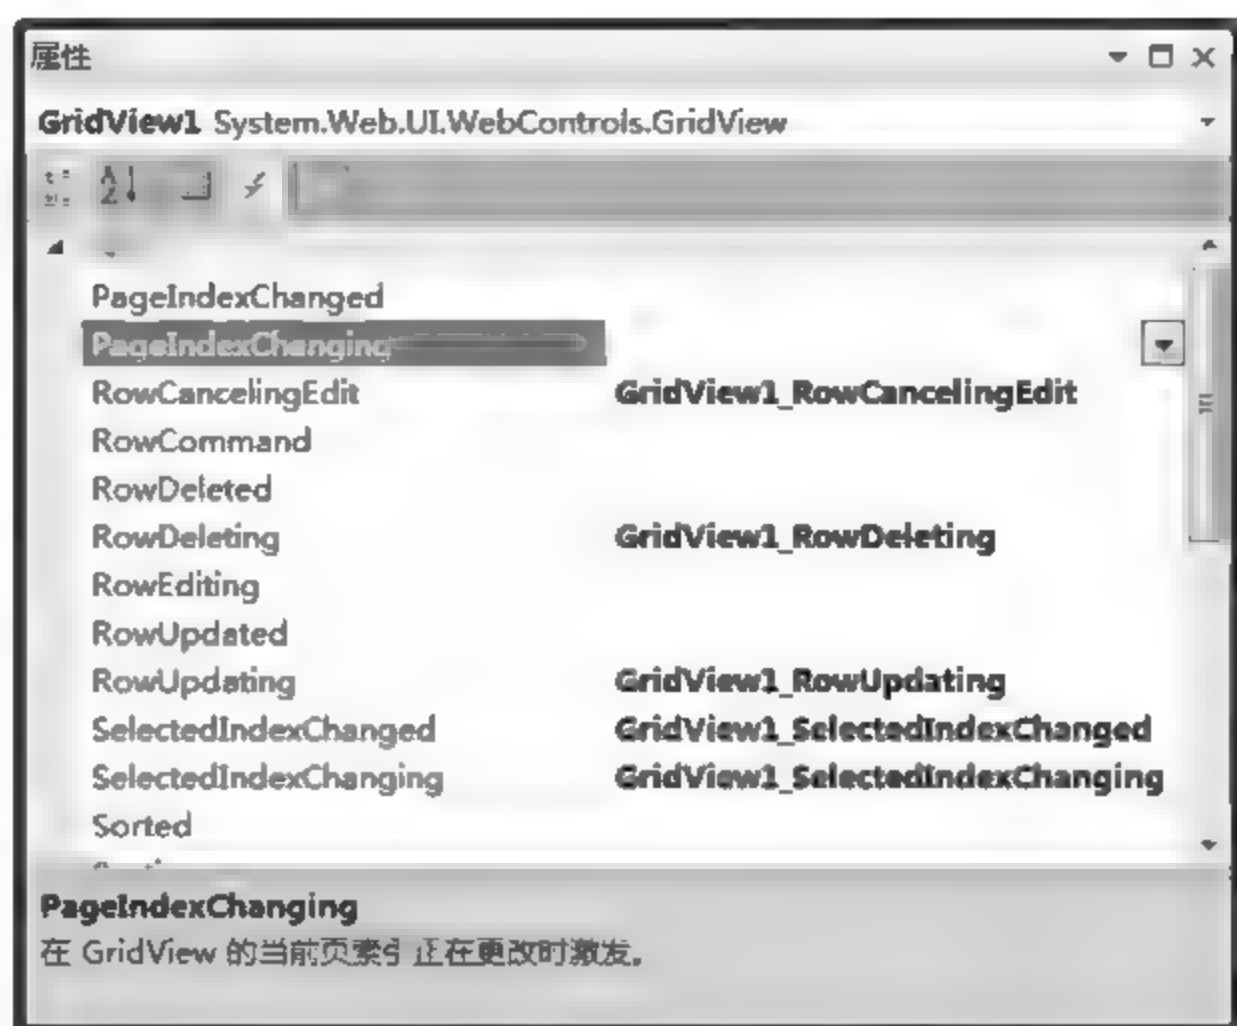 属性
GridView1 System.Web.UI.WebControls.GridView
PageIndexChanged
PageIndexChanging
RowCancelingEdit GridView1_RowCancelingEdit
RowCommand
RowDeleted
RowDeleting GridView1_RowDeleting
RowEditing
RowUpdated
RowUpdating GridView1_RowUpdating
SelectedIndexChanged GridView1_SelectedIndexChanged
SelectedIndexChanging GridView1_SelectedIndexChanging
Sorted
PageIndexChanging
在 GridView 的当前页索引正在更改时激发。